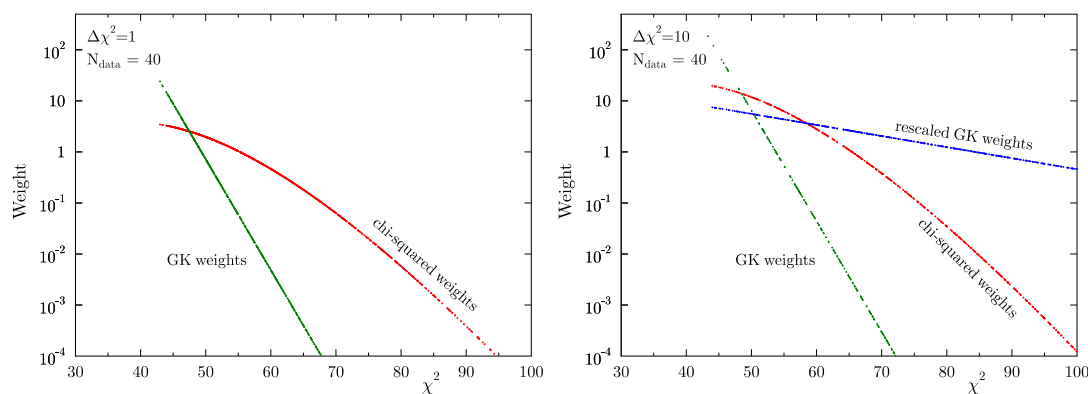 Δχ²=1
N_data = 40
Weight
10²
10
1
10⁻¹
10⁻²
10⁻³
10⁻⁴
GK weights
chi-squared weights
30 40 50 60 70 80 90 100
χ²
Δχ²=10
N_data = 40
Weight
10²
10
1
10⁻¹
10⁻²
10⁻³
10⁻⁴
rescaled GK weights
GK weights
chi-squared weights
30 40 50 60 70 80 90 100
χ²